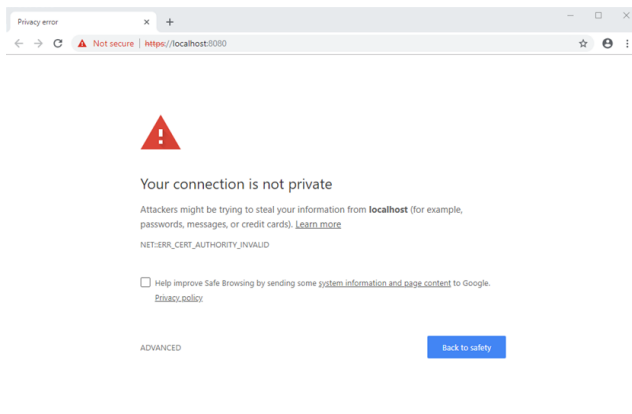 Privacy error
Not secure | https://localhost:8080
Your connection is not private
Attackers might be trying to steal your information from localhost (for example,
passwords, messages, or credit cards). Learn more
NET::ERR_CERT_AUTHORITY_INVALID
Help improve Safe Browsing by sending some system information and page content to Google.
Privacy policy
ADVANCED
Back to safety